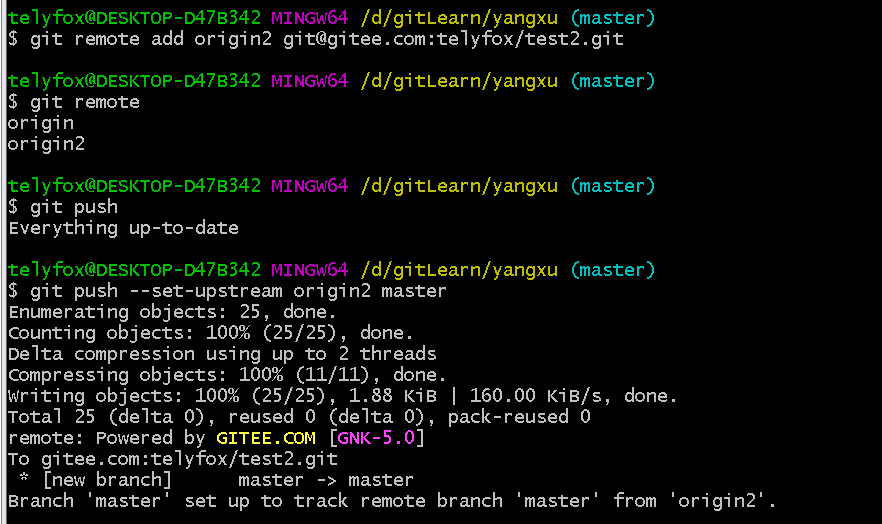 telyfox@DESKTOP-D47B342 MINGW64 /d/gitLearn/yangxu (master)
$ git remote add origin2 git@gitee.com:telyfox/test2.git
telyfox@DESKTOP-D47B342 MINGW64 /d/gitLearn/yangxu (master)
$ git remote
origin
origin2
telyfox@DESKTOP-D47B342 MINGW64 /d/gitLearn/yangxu (master)
$ git push
Everything up-to-date
telyfox@DESKTOP-D47B342 MINGW64 /d/gitLearn/yangxu (master)
$ git push --set-upstream origin2 master
Enumerating objects: 25, done.
Counting objects: 100% (25/25), done.
Delta compression using up to 2 threads
Compressing objects: 100% (11/11), done.
Writing objects: 100% (25/25), 1.88 KiB | 160.00 KiB/s, done.
Total 25 (delta 0), reused 0 (delta 0), pack-reused 0
remote: Powered by GITEE.COM [GNK-5.0]
To gitee.com:telyfox/test2.git
 * [new branch]      master -> master
Branch 'master' set up to track remote branch 'master' from 'origin2'.